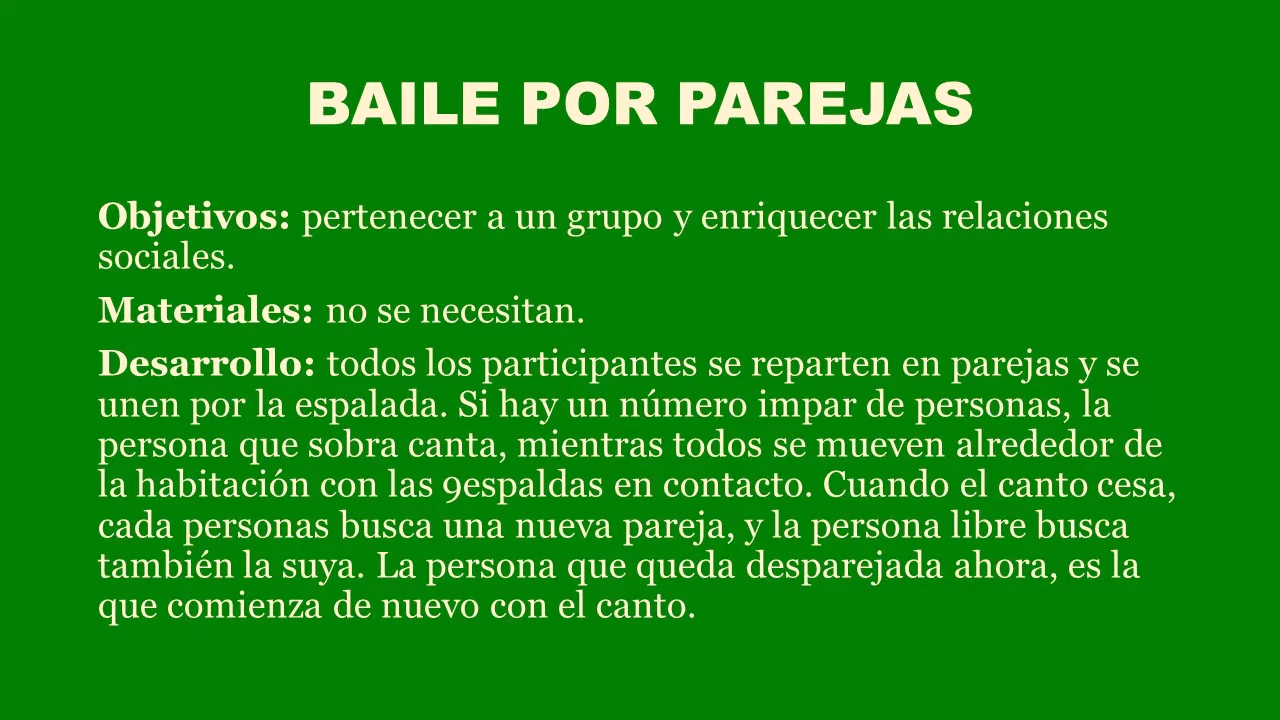 BAILE POR PAREJAS
Objetivos: pertenecer a un grupo y enriquecer las relaciones
sociales.
Materiales: no se necesitan.
Desarrollo: todos los participantes se reparten en parejas y se
unen por la espalada. Si hay un número impar de personas, la
persona que sobra canta, mientras todos se mueven alrededor de
la habitación con las 9espaldas en contacto. Cuando el canto cesa,
cada personas busca una nueva pareja, y la persona libre busca
también la suya. La persona que queda desparejada ahora, es la
que comienza de nuevo con el canto.